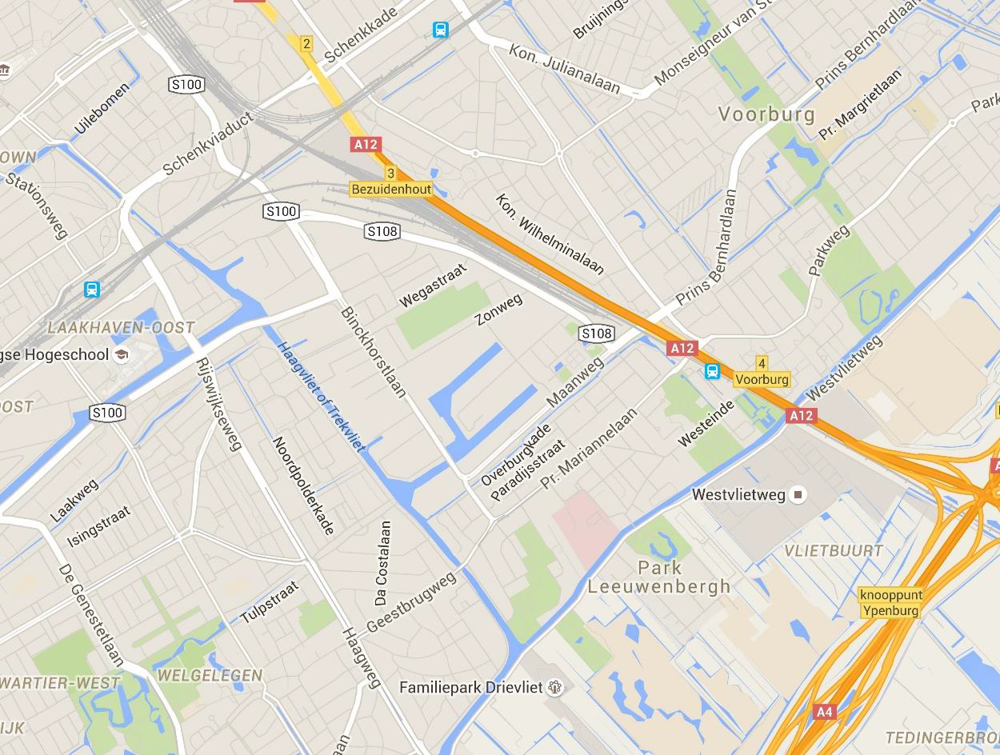 2
Schenkkade
Bruijnings
Monseigneur van St
Prins Bernhardlaan
Kon. Julianalaan
S100
Uilebomen
Pr. Margrietlaan
Park
Voorburg
Schenkviaduct
A12
OWN
3
Bezuidenhout
Stationsweg
S100
S108
Kon. Wilhelminalaan
Prins Bernhardlaan
Parkweg
Wegastraat
Zonweg
LAAKHAVEN-OOST
gse Hogeschool
Binckhorstlaan
S108
A12
4
Voorburg
Westvlietweg
Maanweg
Haagvliet of Trekvliet
Rijswijkseweg
OOST
S100
A12
Westeinde
Overburgkade
Paradijsstraat
Pr. Mariannelaan
Noordpolderkade
Laakweg
Isingstraat
Westvlietweg
VLIETBUURT
Da Costalaan
Park
Leeuwenbergh
De Genestetlaan
Tulpstraat
Geestbrugweg
knooppunt
Ypenburg
Haagweg
WELGELEGEN
WARTIER-WEST
Familiepark Drievliet
A4
IJK
aan
TEDINGERBRO